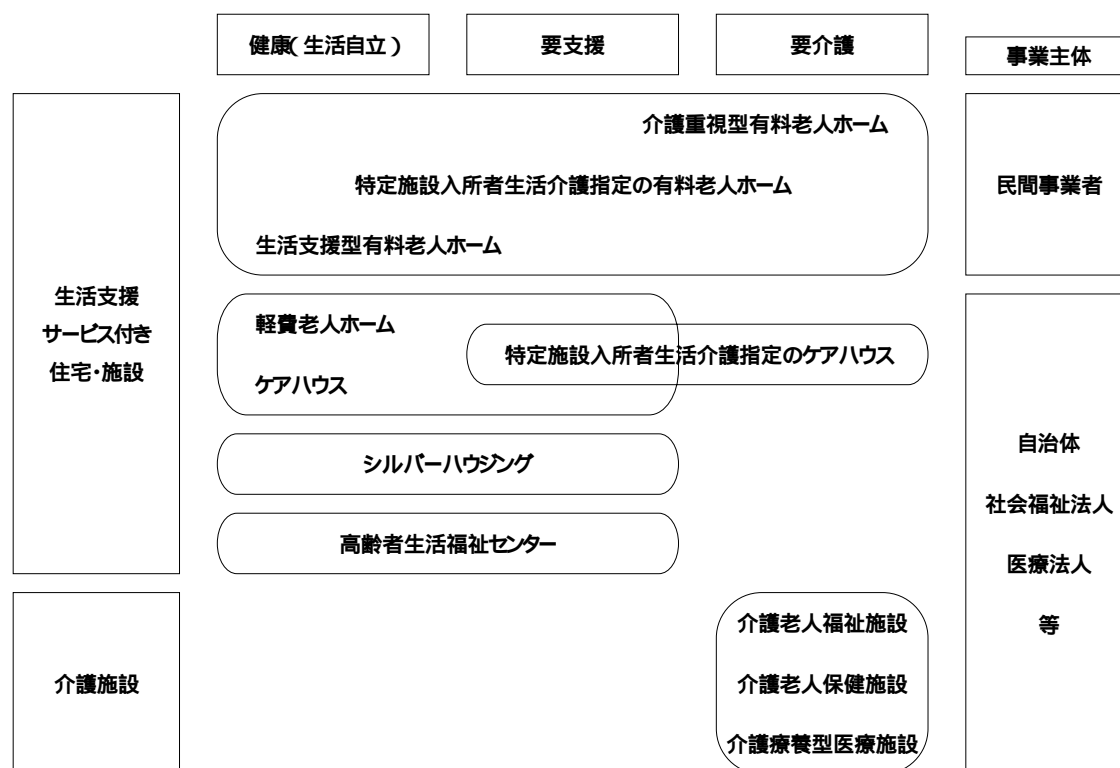 健康（生活自立）
要支援
要介護
事業主体
介護重視型有料老人ホーム
特定施設入所者生活介護指定の有料老人ホーム
生活支援型有料老人ホーム
民間事業者
生活支援
サービス付き
住宅・施設
軽費老人ホーム
特定施設入所者生活介護指定のケアハウス
ケアハウス
シルバーハウジング
高齢者生活福祉センター
自治体
社会福祉法人
医療法人
等
介護施設
介護老人福祉施設
介護老人保健施設
介護療養型医療施設